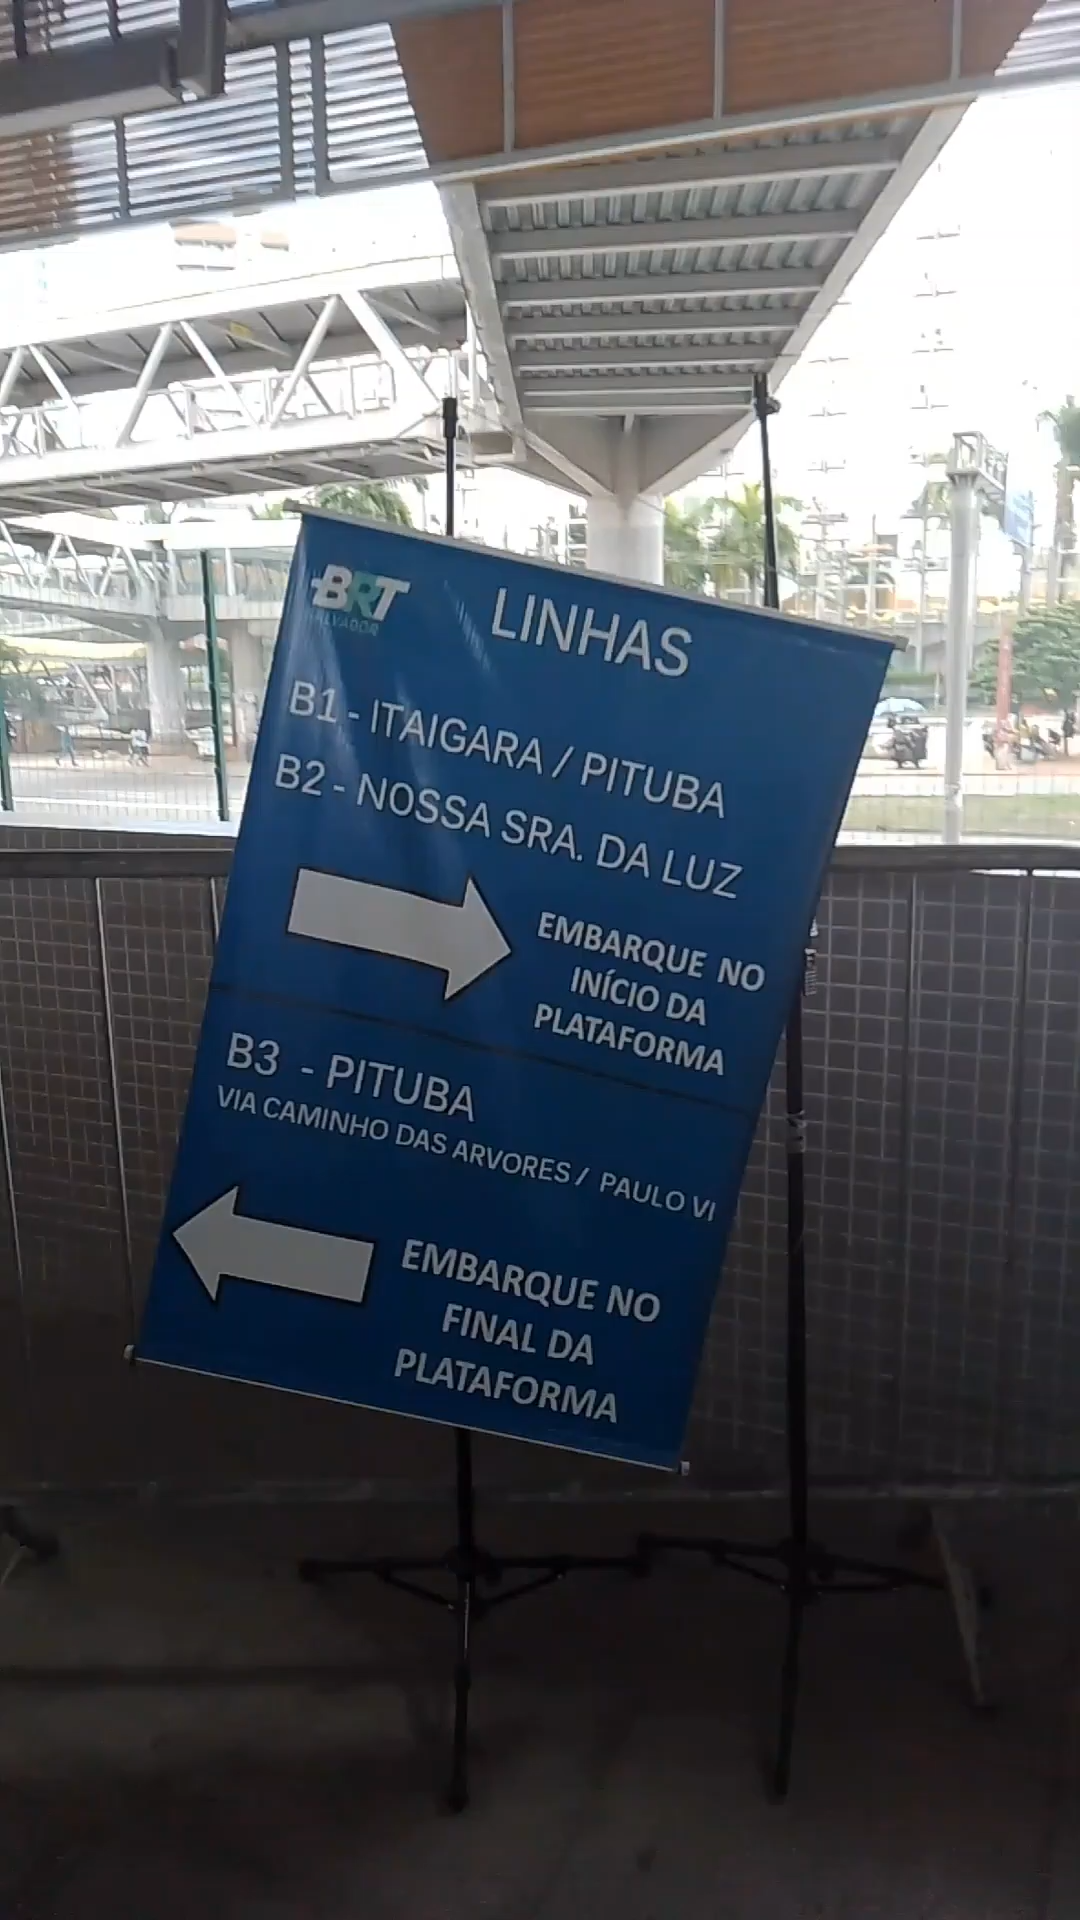 BRT
SALVADOR
LINHAS
B1 - ITAIGARA / PITUBA
B2 - NOSSA SRA. DA LUZ
EMBARQUE NO
INÍCIO DA
PLATAFORMA
B3 - PITUBA
VIA CAMINHO DAS ARVORES / PAULO VI
EMBARQUE NO
FINAL DA
PLATAFORMA